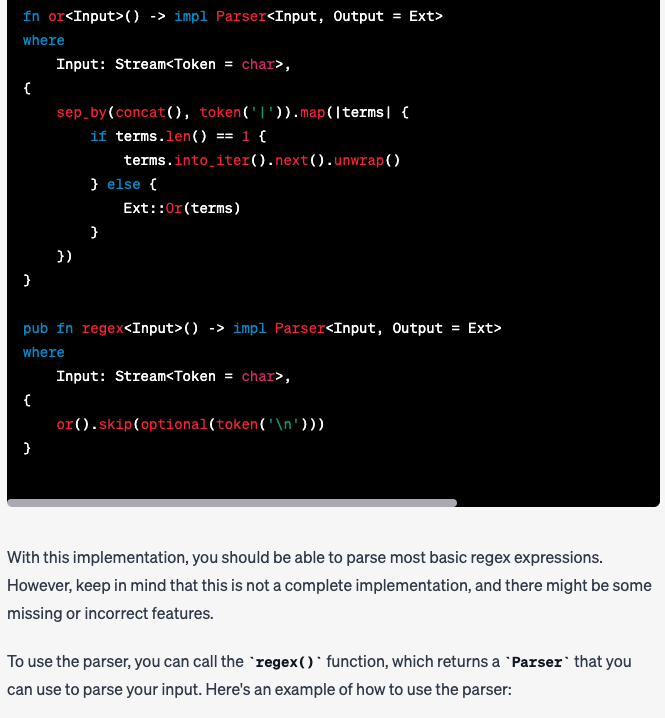 fn or<Input>() -> impl Parser<Input, Output = Ext>
where
    Input: Stream<Token = char>,
{
    sep_by(concat(), token('|')).map(|terms| {
        if terms.len() == 1 {
            terms.into_iter().next().unwrap()
        } else {
            Ext::Or(terms)
        }
    })
}
pub fn regex<Input>() -> impl Parser<Input, Output = Ext>
where
    Input: Stream<Token = char>,
{
    or().skip(optional(token('\n')))
}
With this implementation, you should be able to parse most basic regex expressions.
However, keep in mind that this is not a complete implementation, and there might be some
missing or incorrect features.
To use the parser, you can call the `regex()` function, which returns a `Parser` that you
can use to parse your input. Here's an example of how to use the parser: